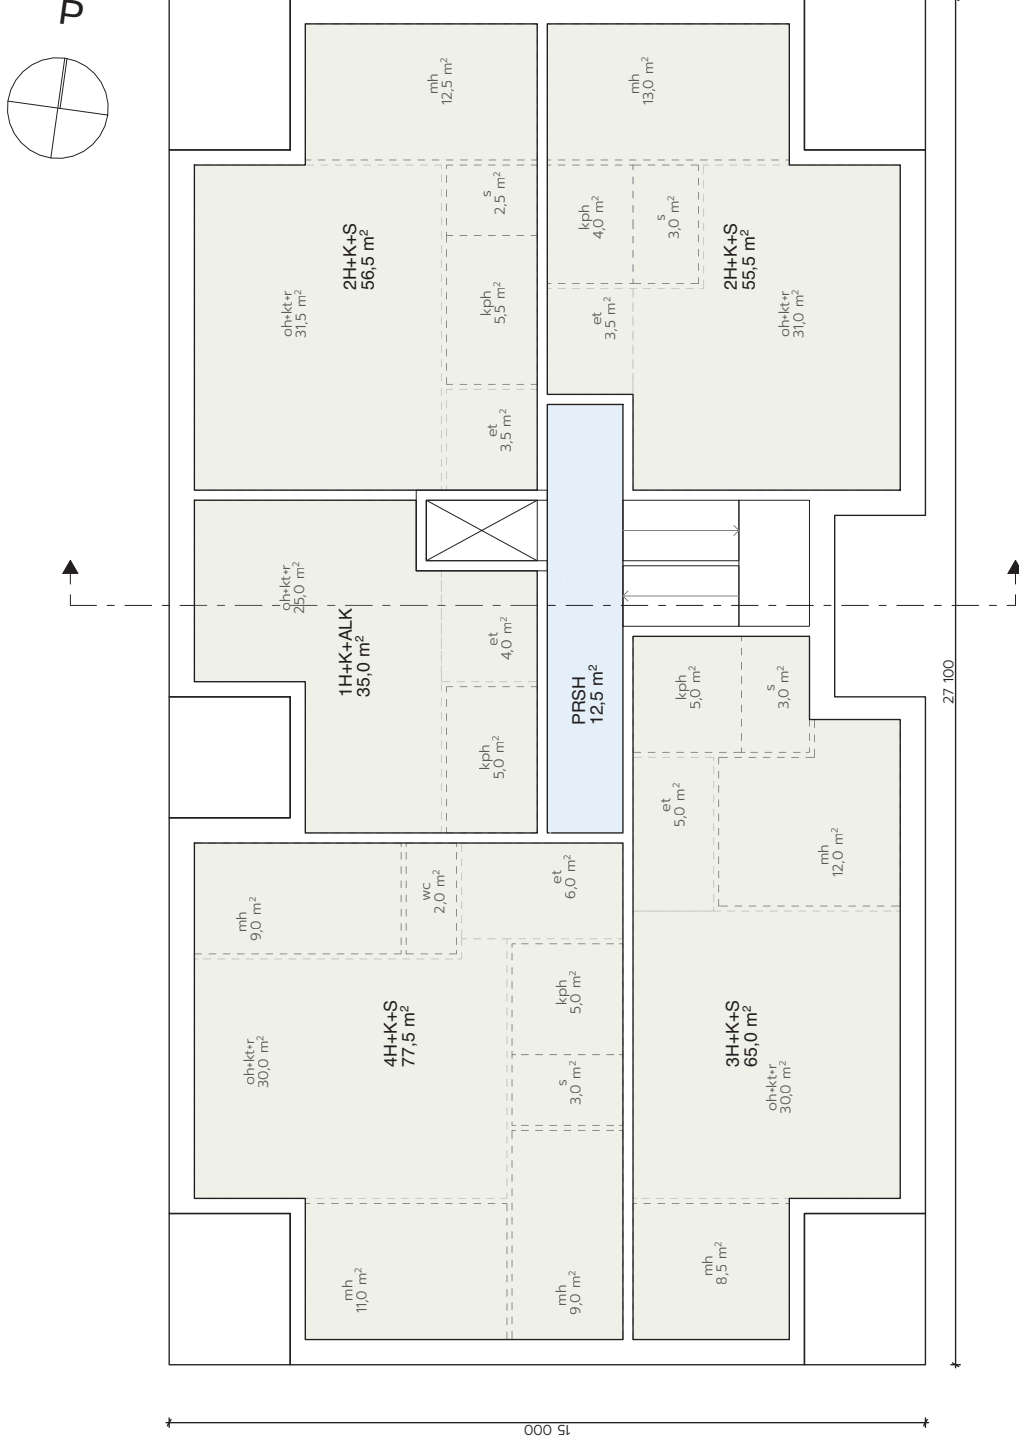 P
mh
12,5 m²
mh
13,0 m²
s
2,5 m²
kph
4,0 m²
s
3,0 m²
2H+K+S
56,5 m²
2H+K+S
55,5 m²
oh+kt+r
31,5 m²
kph
5,5 m²
et
3,5 m²
oh+kt+r
31,0 m²
et
3,5 m²
oh+kt+r
25,0 m²
1H+K+ALK
35,0 m²
et
4,0 m²
PRSH
12,5 m²
kph
5,0 m²
s
3,0 m²
27 100
kph
5,0 m²
et
5,0 m²
mh
12,0 m²
mh
9,0 m²
wc
2,0 m²
et
6,0 m²
4H+K+S
77,5 m²
kph
5,0 m²
oh+kt+r
30,0 m²
s
3,0 m²
3H+K+S
65,0 m²
oh+kt+r
30,0 m²
mh
11,0 m²
mh
9,0 m²
mh
8,5 m²
15 000